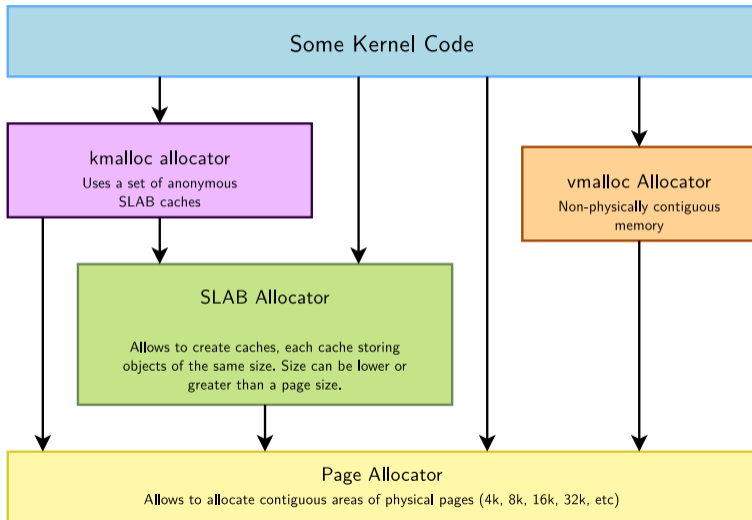 Some Kernel Code
kmalloc allocator
Uses a set of anonymous
SLAB caches
vmalloc Allocator
Non-physically contiguous
memory
SLAB Allocator
Allows to create caches, each cache storing
objects of the same size. Size can be lower or
greater than a page size.
Page Allocator
Allows to allocate contiguous areas of physical pages (4k, 8k, 16k, 32k, etc)